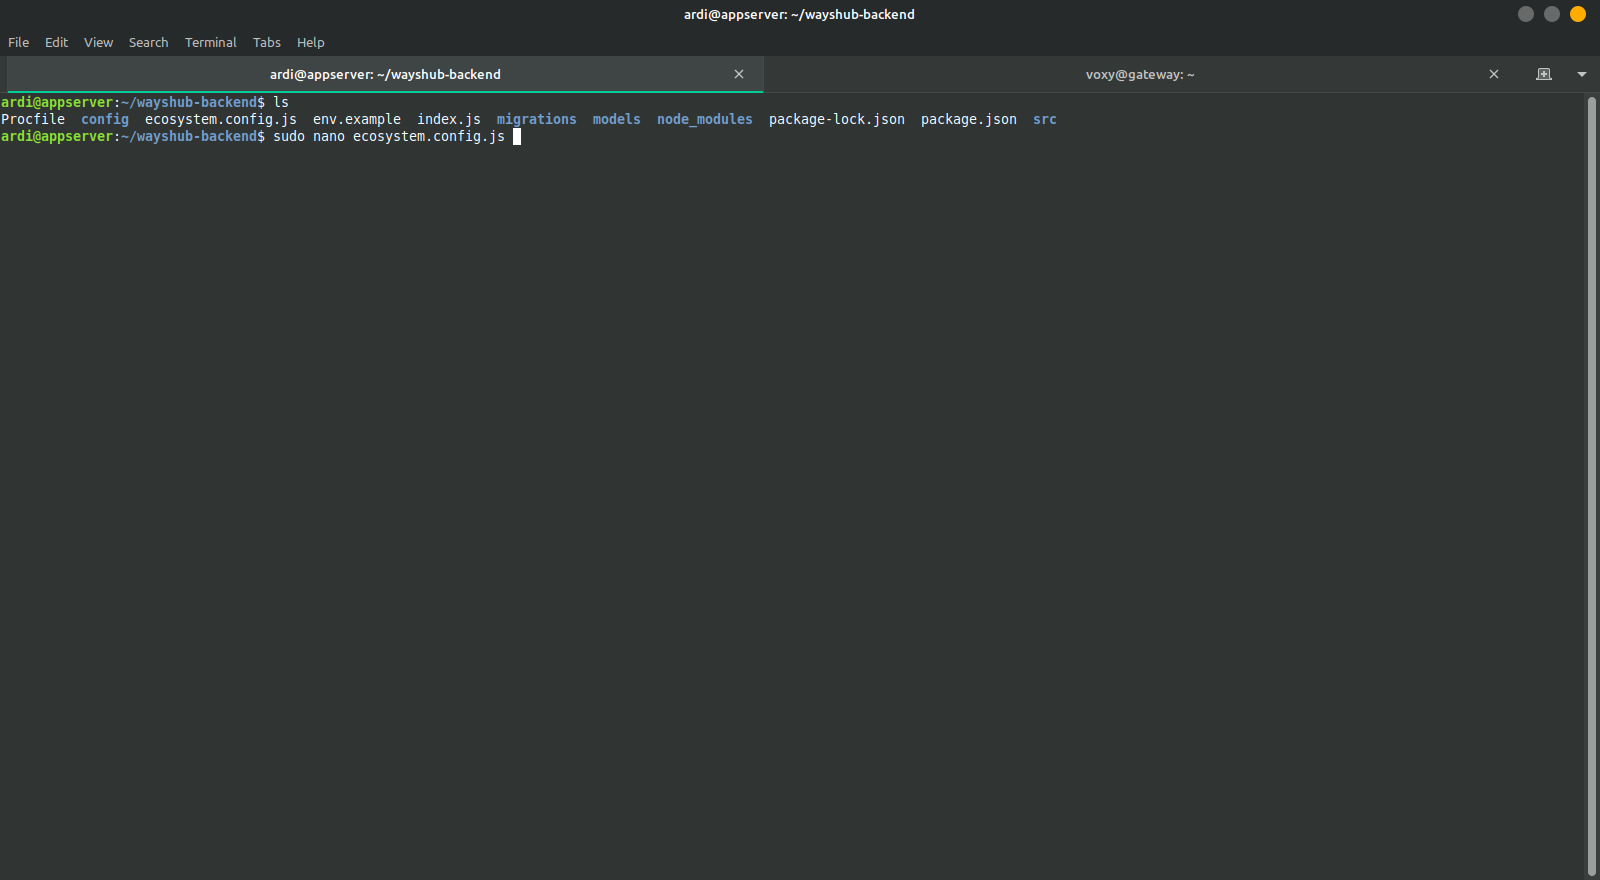 ardi@appserver: ~/wayshub-backend
File Edit View Search Terminal Tabs Help
ardi@appserver: ~/wayshub-backend
voxy@gateway: ~
ardi@appserver:~/wayshub-backend$ ls
Procfile config ecosystem.config.js env.example index.js migrations models node_modules package-lock.json package.json src
ardi@appserver:~/wayshub-backend$ sudo nano ecosystem.config.js